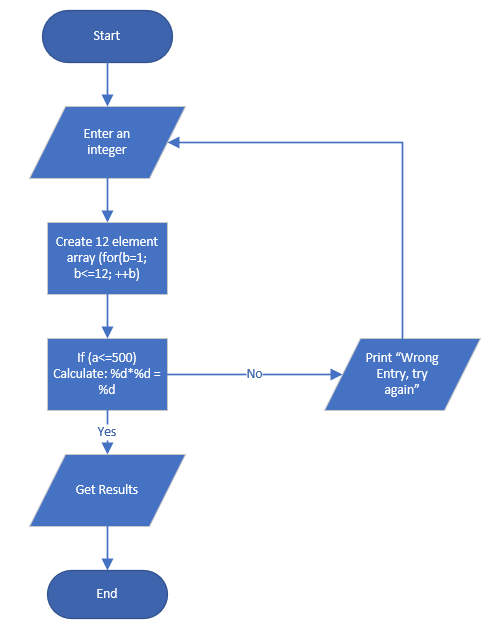 Start
Enter an
integer
Create 12 element
array (for(b=1;
b<=12; ++b)
If (a<=500)
Calculate: %d*%d =
%d
No
Print “Wrong
Entry, try
again”
Yes
Get Results
End